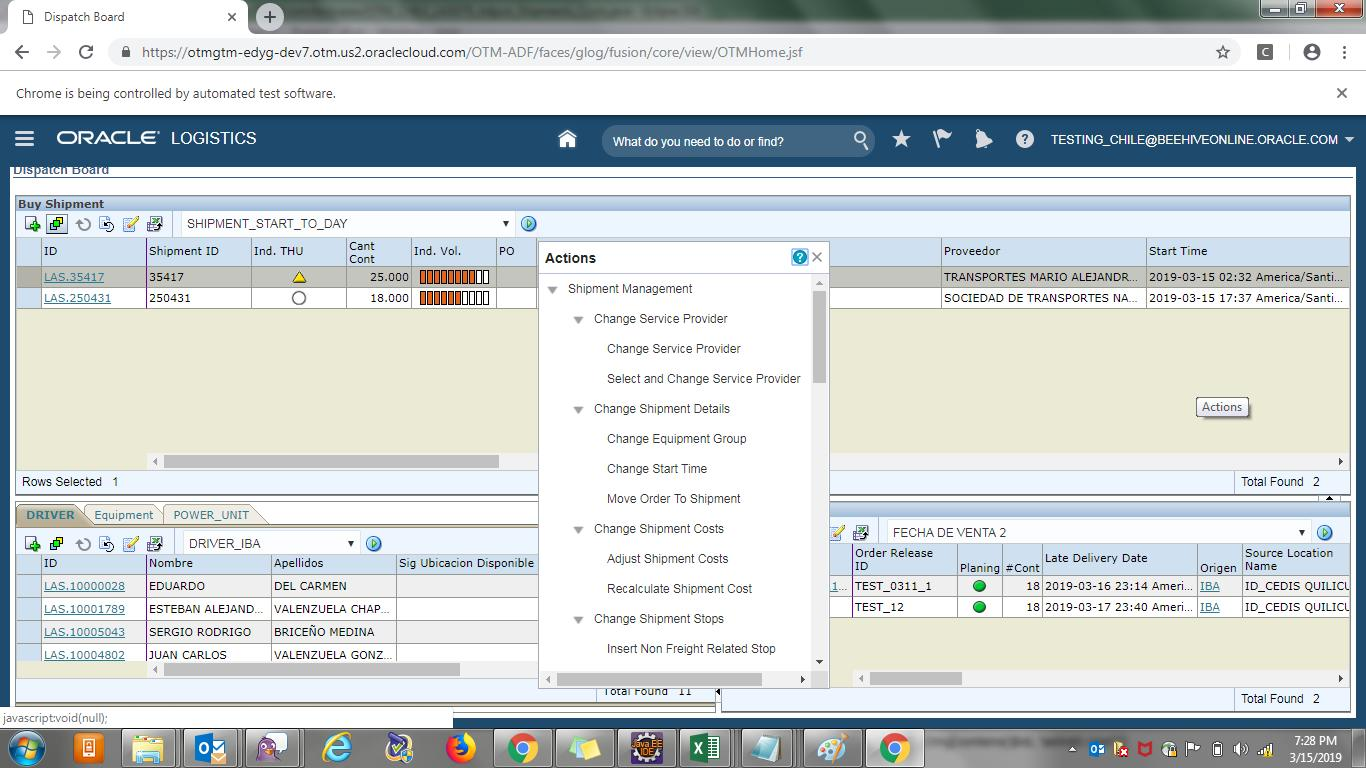 Dispatch Board
https://otmgtm-edyg-dev7.otm.us2.oraclecloud.com/OTM-ADF/faces/glog/fusion/core/view/OTMHome.jsf
C
Chrome is being controlled by automated test software.
ORACLE LOGISTICS
What do you need to do or find?
TESTING_CHILE@BEEHIVEONLINE.ORACLE.COM
Dispatch Board
Buy Shipment
SHIPMENT_START_TO_DAY
ID Shipment ID Ind. THU Cant Cont Ind. Vol. PO Proveedor Start Time
LAS.35417 35417 25.000 TRANSPORTES MARIO ALEJANDR... 2019-03-15 02:32 America/Santi...
LAS.250431 250431 18.000 SOCIEDAD DE TRANSPORTES NA... 2019-03-15 17:37 America/Santi...
Actions
Shipment Management
Change Service Provider
Change Service Provider
Select and Change Service Provider
Change Shipment Details
Change Equipment Group
Change Start Time
Move Order To Shipment
Change Shipment Costs
Adjust Shipment Costs
Recalculate Shipment Cost
Change Shipment Stops
Insert Non Freight Related Stop
Actions
Rows Selected 1
Total Found 2
DRIVER Equipment POWER_UNIT
DRIVER_IBA
ID Nombre Apellidos Sig Ubicacion Disponible
LAS.10000028 EDUARDO DEL CARMEN
LAS.10001789 ESTEBAN ALEJAND... VALENZUELA CHAP...
LAS.10005043 SERGIO RODRIGO BRICEÑO MEDINA
LAS.10004802 JUAN CARLOS VALENZUELA GONZ...
Total Found 11
FECHA DE VENTA 2
Order Release ID Planing #Cont Late Delivery Date Origen Source Location Name
1... TEST_0311_1 18 2019-03-16 23:14 Ameri... IBA ID_CEDIS QUILICU
TEST_12 18 2019-03-17 23:40 Ameri... IBA ID_CEDIS QUILICU
Total Found 2
javascript:void(null);
Java EE
IDE
7:28 PM
3/15/2019